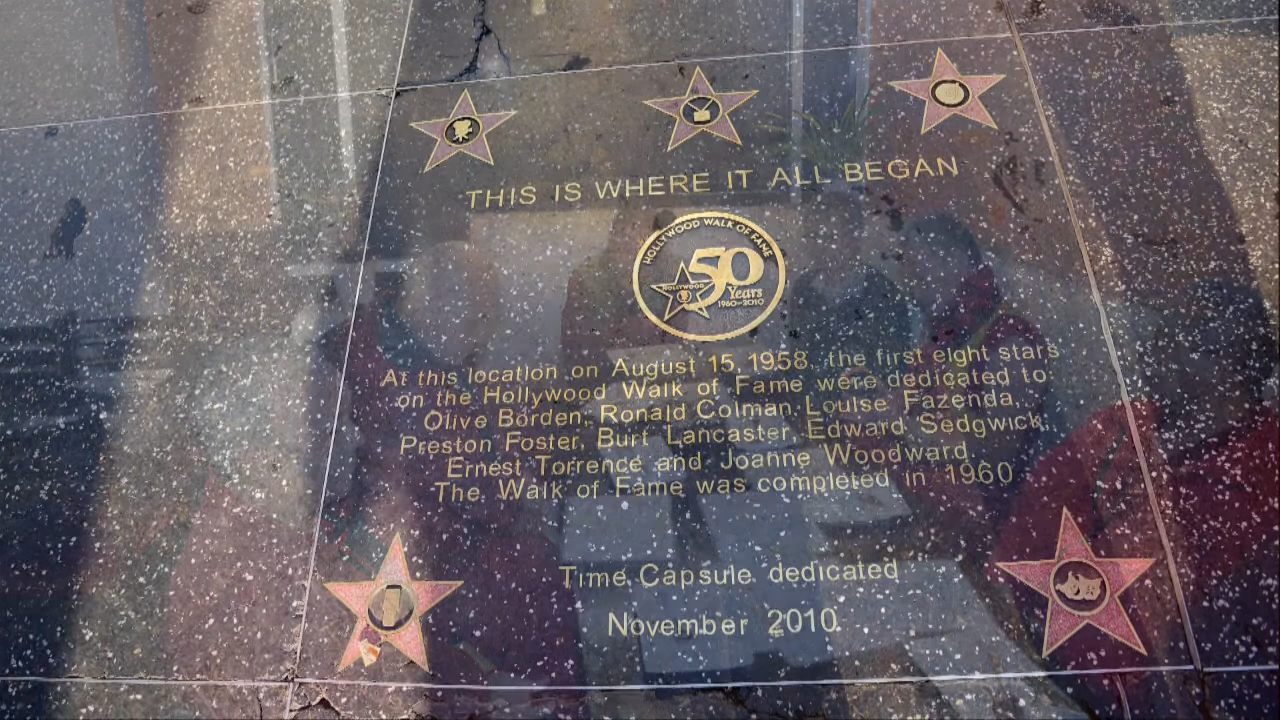 THIS IS WHERE IT ALL BEGAN
HOLLYWOOD WALK OF FAME
50
HOLLYWOOD
Years
1960-2010
At this location on August 15, 1958, the first eight stars
on the Hollywood Walk of Fame were dedicated to:
Olive Borden, Ronald Colman, Louise Fazenda,
Preston Foster, Burt Lancaster, Edward Sedgwick,
Ernest Torrence and Joanne Woodward.
The Walk of Fame was completed in 1960
Time Capsule dedicated
November 2010.